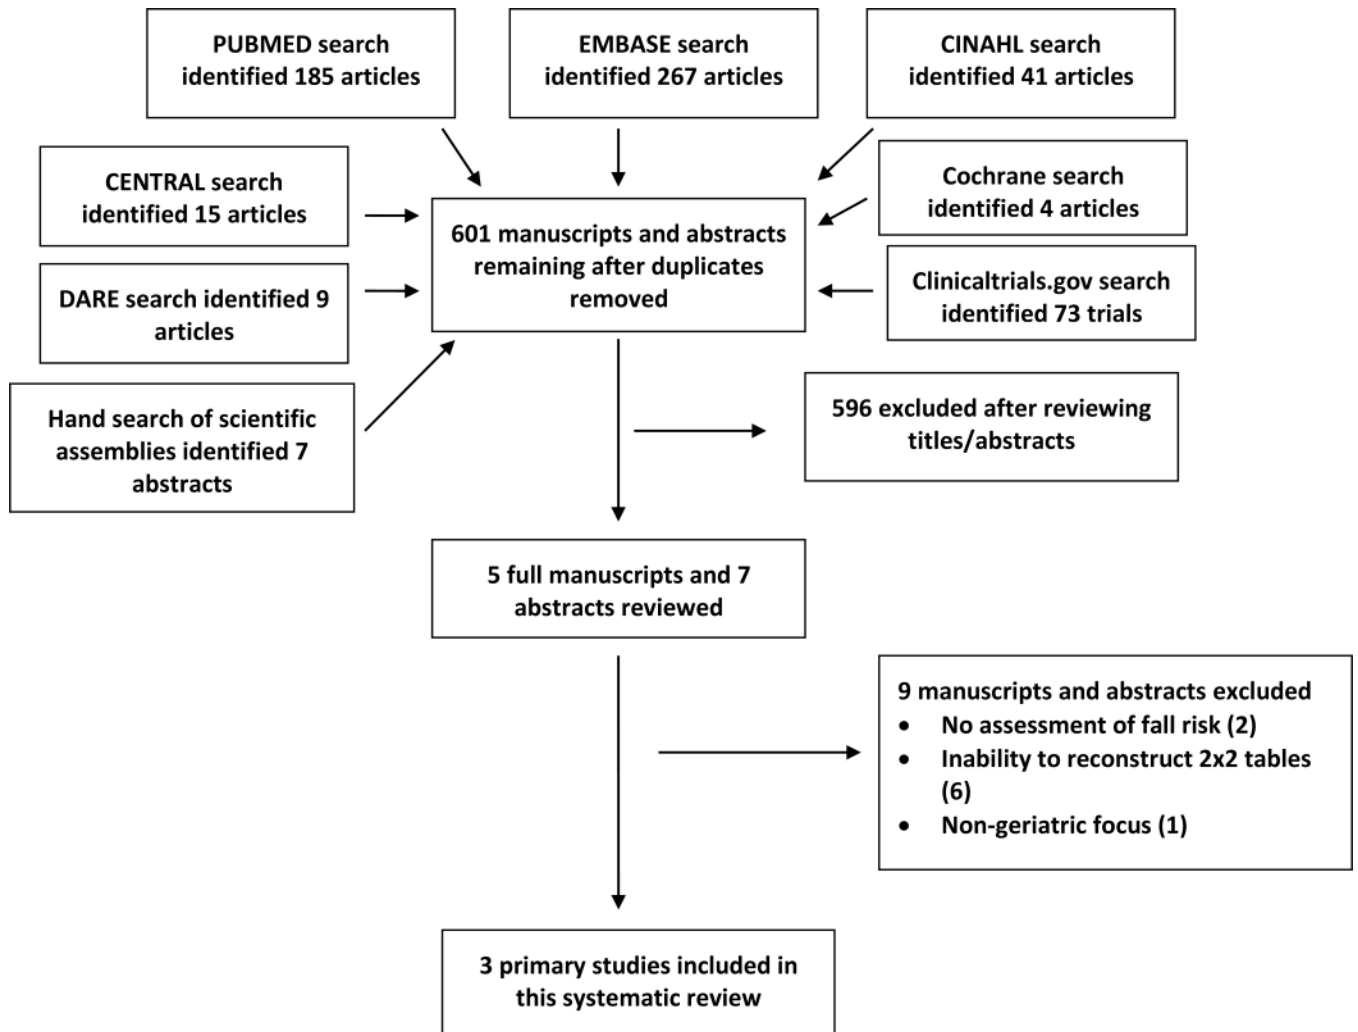 PUBMED search
identified 185 articles
EMBASE search
identified 267 articles
CINAHL search
identified 41 articles
CENTRAL search
identified 15 articles
Cochrane search
identified 4 articles
601 manuscripts and abstracts
remaining after duplicates
removed
DARE search identified 9
articles
Clinicaltrials.gov search
identified 73 trials
Hand search of scientific
assemblies identified 7
abstracts
596 excluded after reviewing
titles/abstracts
5 full manuscripts and 7
abstracts reviewed
9 manuscripts and abstracts excluded
• No assessment of fall risk (2)
• Inability to reconstruct 2x2 tables
(6)
• Non-geriatric focus (1)
3 primary studies included in
this systematic review